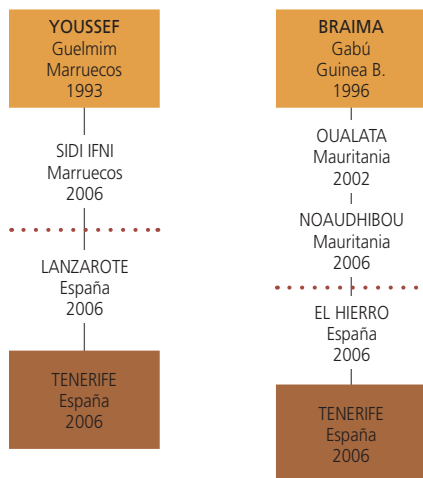 YOUSSEF
Guelmim
Marruecos
1993
SIDI IFNI
Marruecos
2006
LANZAROTE
España
2006
TENERIFE
España
2006
BRAIMA
Gabú
Guinea B.
1996
OUALATA
Mauritania
2002
NOAUDHIBOU
Mauritania
2006
EL HIERRO
España
2006
TENERIFE
España
2006